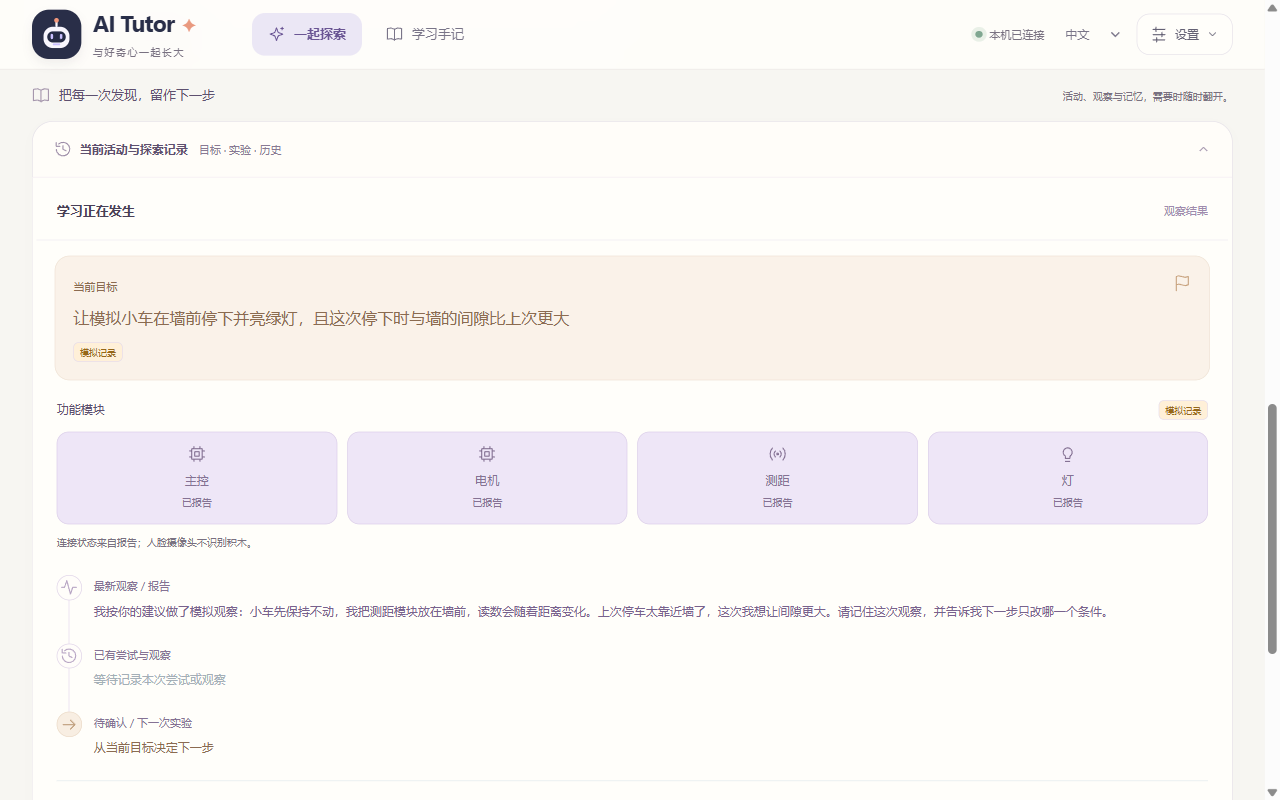 AI Tutor
与好奇心一起长大
一起探索
学习手记
本机已连接
中文
设置
把每一次发现，留作下一步
活动、观察与记忆，需要时随时翻开。
当前活动与探索记录 目标 · 实验 · 历史
学习正在发生
观察结果
当前目标
让模拟小车在墙前停下并亮绿灯，且这次停下时与墙的间隙比上次更大
模拟记录
功能模块
模拟记录
主控
已报告
电机
已报告
测距
已报告
灯
已报告
连接状态来自报告；人脸摄像头不识别积木。
最新观察 / 报告
我按你的建议做了模拟观察：小车先保持不动，我把测距模块放在墙前，读数会随着距离变化。上次停车太靠近墙了，这次我想让间隙更大。请记住这次观察，并告诉我下一步只改哪一个条件。
已有尝试与观察
等待记录本次尝试或观察
待确认 / 下一次实验
从当前目标决定下一步